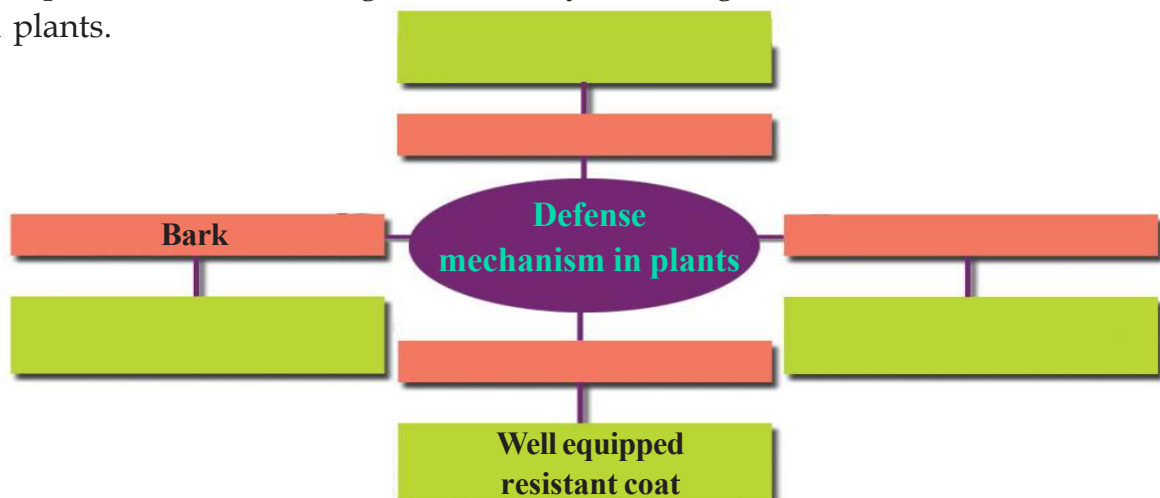 plants.
Defense
mechanism in plants
Bark
Well equipped
resistant coat